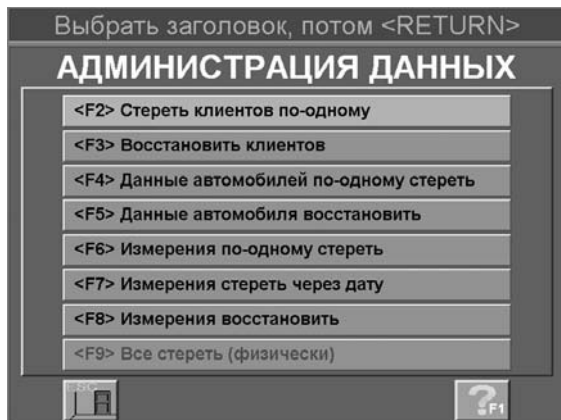 Выбрать заголовок, потом <RETURN>
АДМИНИСТРАЦИЯ ДАННЫХ
<F2> Стереть клиентов по-одному
<F3> Восстановить клиентов
<F4> Данные автомобилей по-одному стереть
<F5> Данные автомобиля восстановить
<F6> Измерения по-одному стереть
<F7> Измерения стереть через дату
<F8> Измерения восстановить
<F9> Все стереть (физически)
ESC
?F1